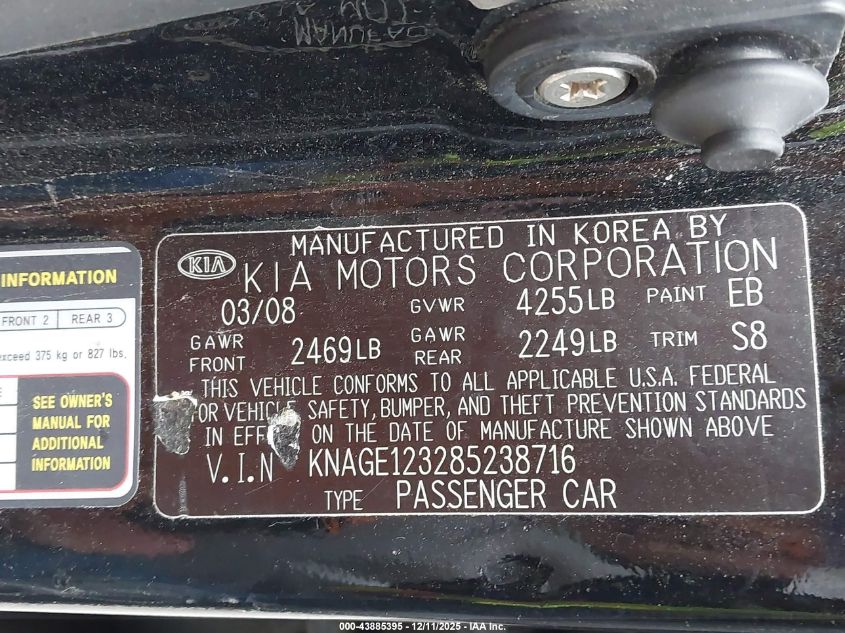 MANUFACTURED IN KOREA BY
KIA KIA MOTORS CORPORATION
03/08 GVWR 4255LB PAINT EB
GAWR FRONT 2469LB GAWR REAR 2249LB TRIM S8
THIS VEHICLE CONFORMS TO ALL APPLICABLE U.S.A. FEDERAL
FOR VEHICLE SAFETY, BUMPER, AND THEFT PREVENTION STANDARDS
IN EFF ON THE DATE OF MANUFACTURE SHOWN ABOVE
V.I.N KNAGE123285238716
TYPE PASSENGER CAR
INFORMATION
FRONT 2 REAR 3
exceed 375 kg or 827 lbs.
SEE OWNER'S
MANUAL FOR
ADDITIONAL
INFORMATION
000-43885395 - 12/11/2025 - IAA Inc.